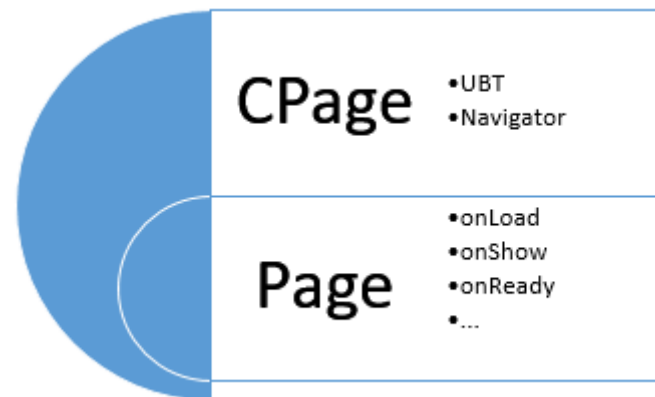 CPage
•UBT
•Navigator
Page
•onLoad
•onShow
•onReady
•...